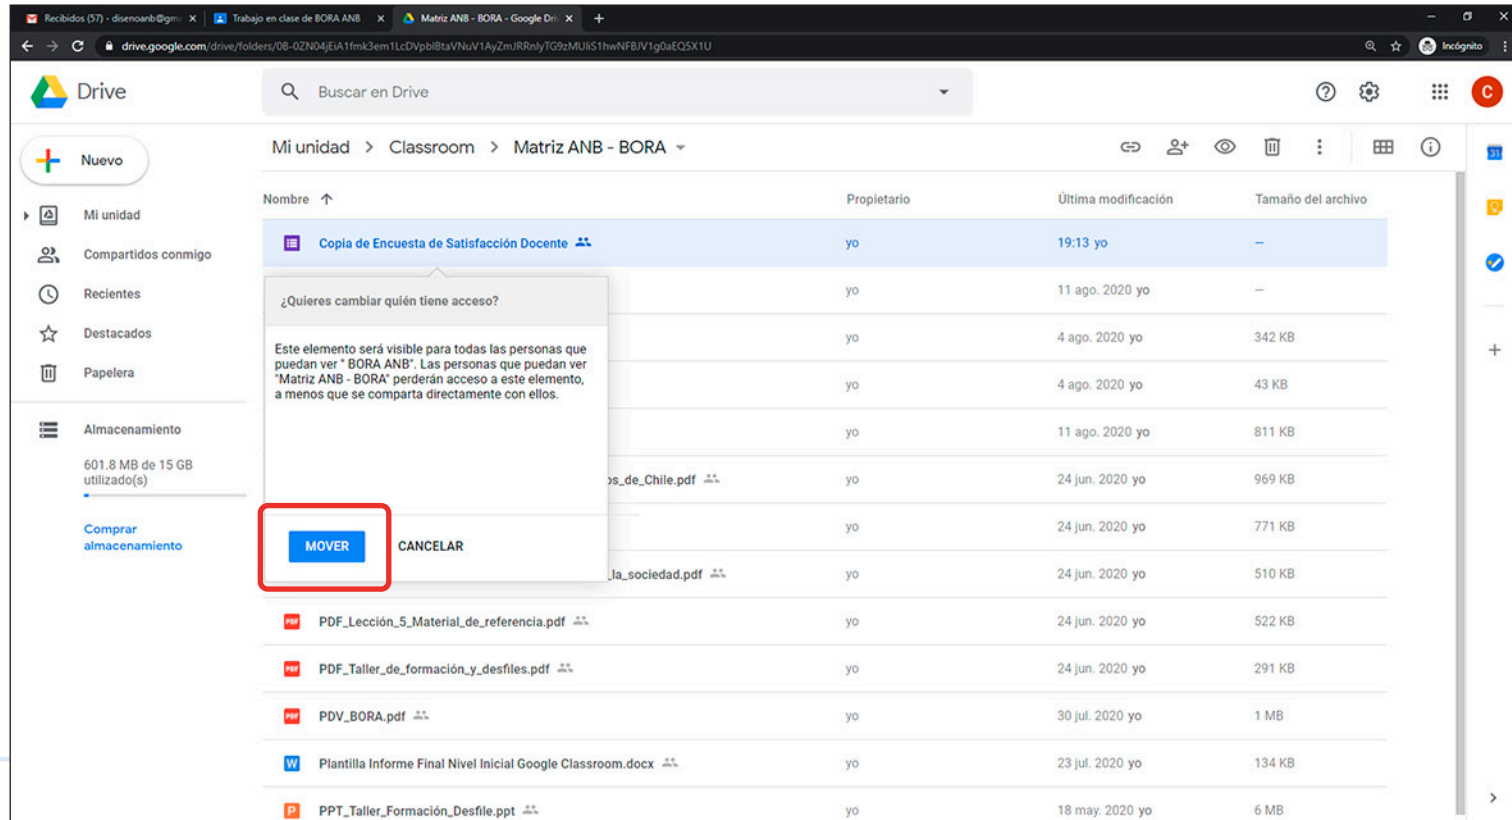 Recibidos (57) - disenoanb@gm
Trabajo en clase de BORA ANB
Matriz ANB - BORA - Google Dri
drive.google.com/drive/folders/
Incógnito
Drive
Buscar en Drive
C
Nuevo
Mi unidad > Classroom > Matriz ANB - BORA
31
Nombre
Propietario
Última modificación
Tamaño del archivo
Mi unidad
Compartidos conmigo
Recientes
Destacados
Papelera
Almacenamiento
601.8 MB de 15 GB
utilizado(s)
Comprar
almacenamiento
Copia de Encuesta de Satisfacción Docente yo 19:13 yo –
¿Quieres cambiar quién tiene acceso?
Este elemento será visible para todas las personas que
puedan ver " BORA ANB". Las personas que puedan ver
"Matriz ANB - BORA" perderán acceso a este elemento,
a menos que se comparta directamente con ellos.
MOVER
CANCELAR
yo 11 ago. 2020 yo –
yo 4 ago. 2020 yo 342 KB
yo 4 ago. 2020 yo 43 KB
yo 11 ago. 2020 yo 811 KB
os_de_Chile.pdf yo 24 jun. 2020 yo 969 KB
yo 24 jun. 2020 yo 771 KB
_la_sociedad.pdf yo 24 jun. 2020 yo 510 KB
PDF PDF_Lección_5_Material_de_referencia.pdf yo 24 jun. 2020 yo 522 KB
PDF PDF_Taller_de_formación_y_desfiles.pdf yo 24 jun. 2020 yo 291 KB
PDF PDV_BORA.pdf yo 30 jul. 2020 yo 1 MB
W Plantilla Informe Final Nivel Inicial Google Classroom.docx yo 23 jul. 2020 yo 134 KB
P PPT_Taller_Formación_Desfile.ppt yo 18 may. 2020 yo 6 MB